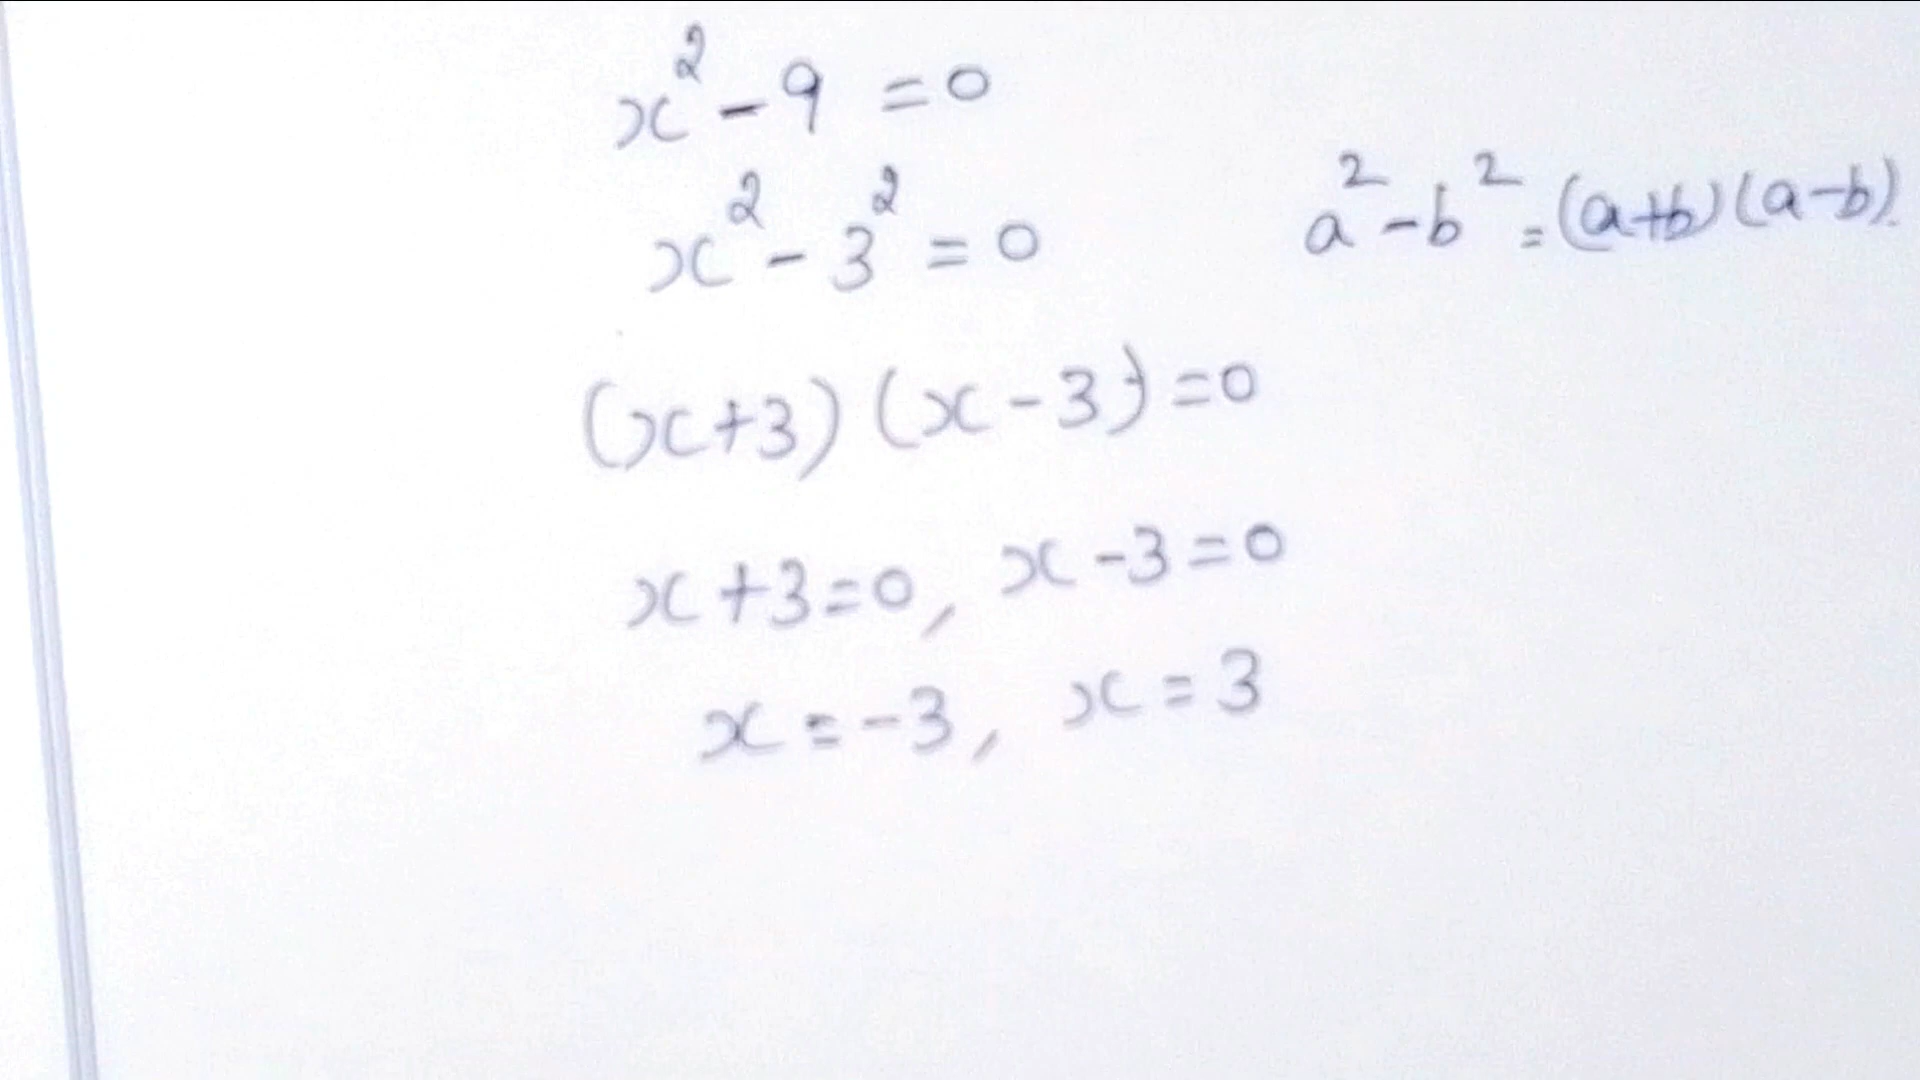 x² - 9 = 0
x² - 3² = 0
a² - b² = (a+b)(a-b).
(x+3)(x-3)=0
x+3=0, x-3=0
x=-3, x=3